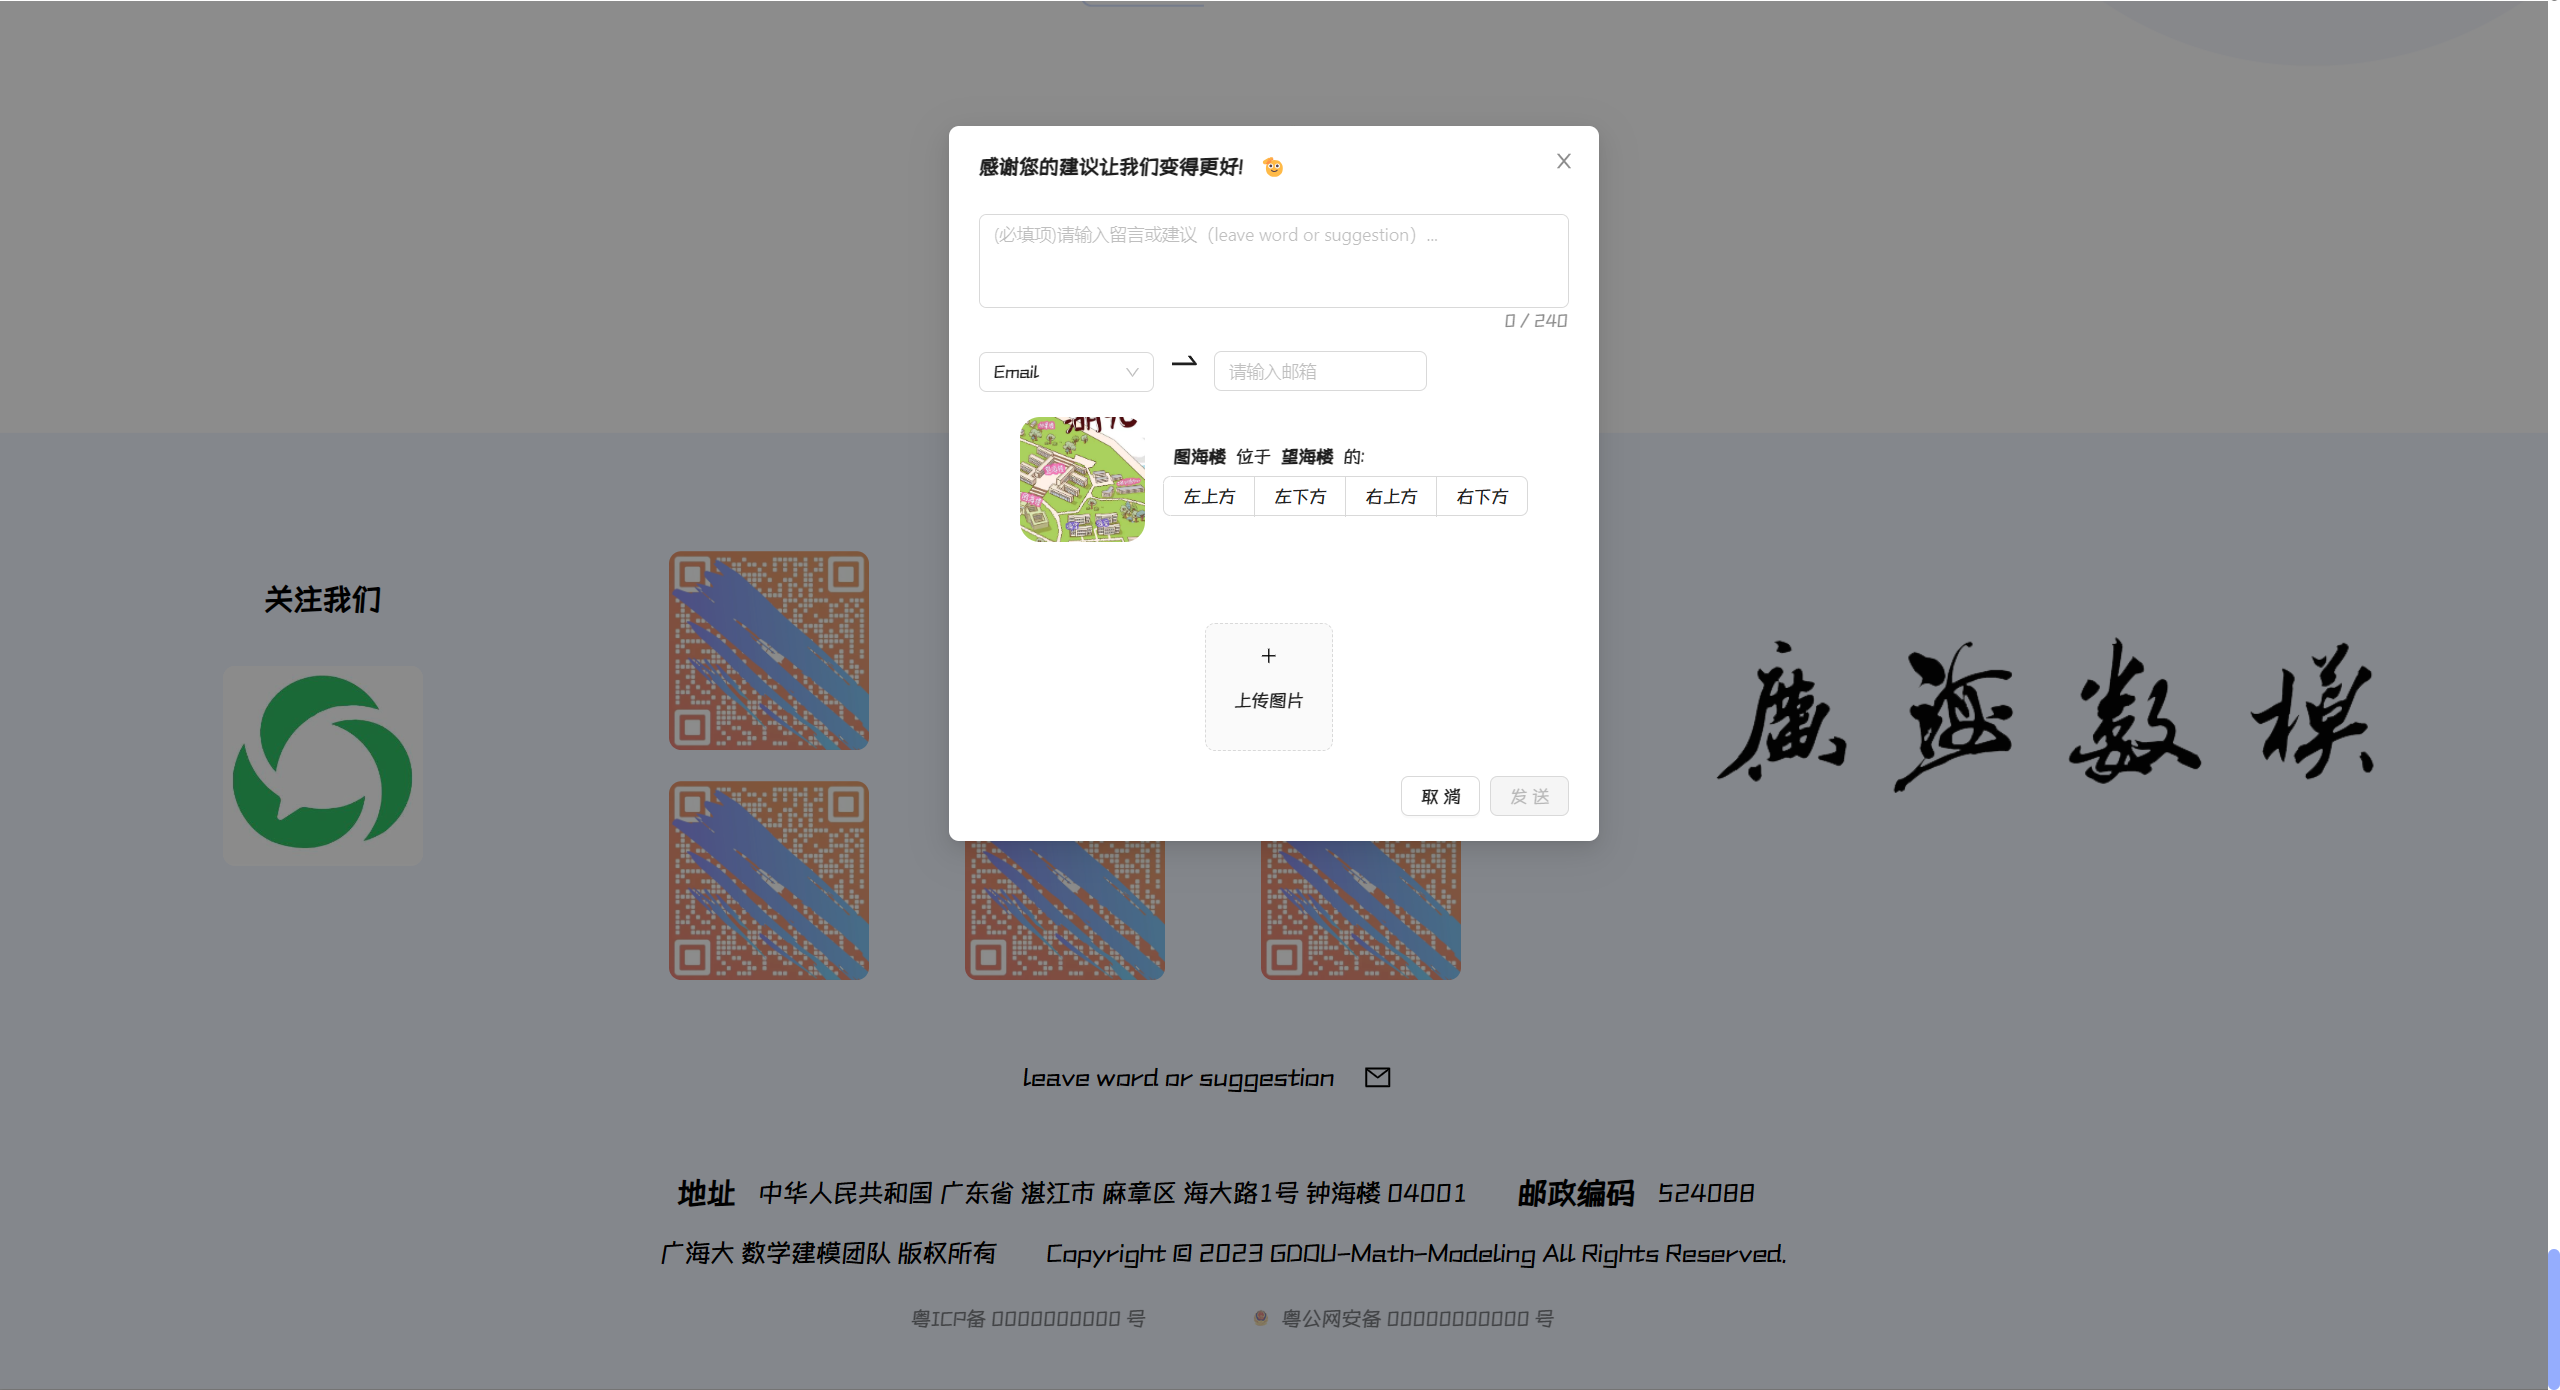 感谢您的建议让我们变得更好!
(必填项)请输入留言或建议（leave word or suggestion）...
0 / 240
Email
请输入邮箱
图海楼 位于 望海楼 的:
左上方 左下方 右上方 右下方
上传图片
取 消 发 送
关注我们
廣海数模
leave word or suggestion
地址 中华人民共和国 广东省 湛江市 麻章区 海大路1号 钟海楼 04001 邮政编码 524088
广海大 数学建模团队 版权所有 Copyright © 2023 GDOU-Math-Modeling All Rights Reserved.
粤ICP备 0000000000 号 粤公网安备 00000000000 号